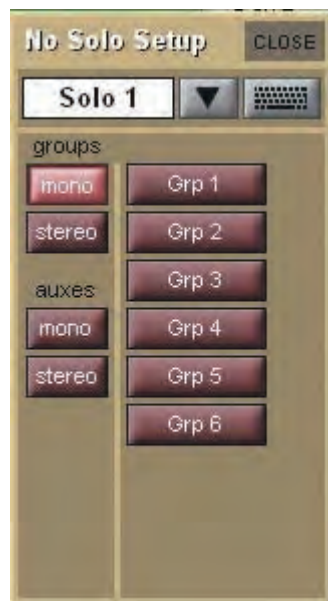 No Solo Setup CLOSE
Solo 1
groups
mono Grp 1
stereo Grp 2
Grp 3
auxes
mono Grp 4
stereo Grp 5
Grp 6